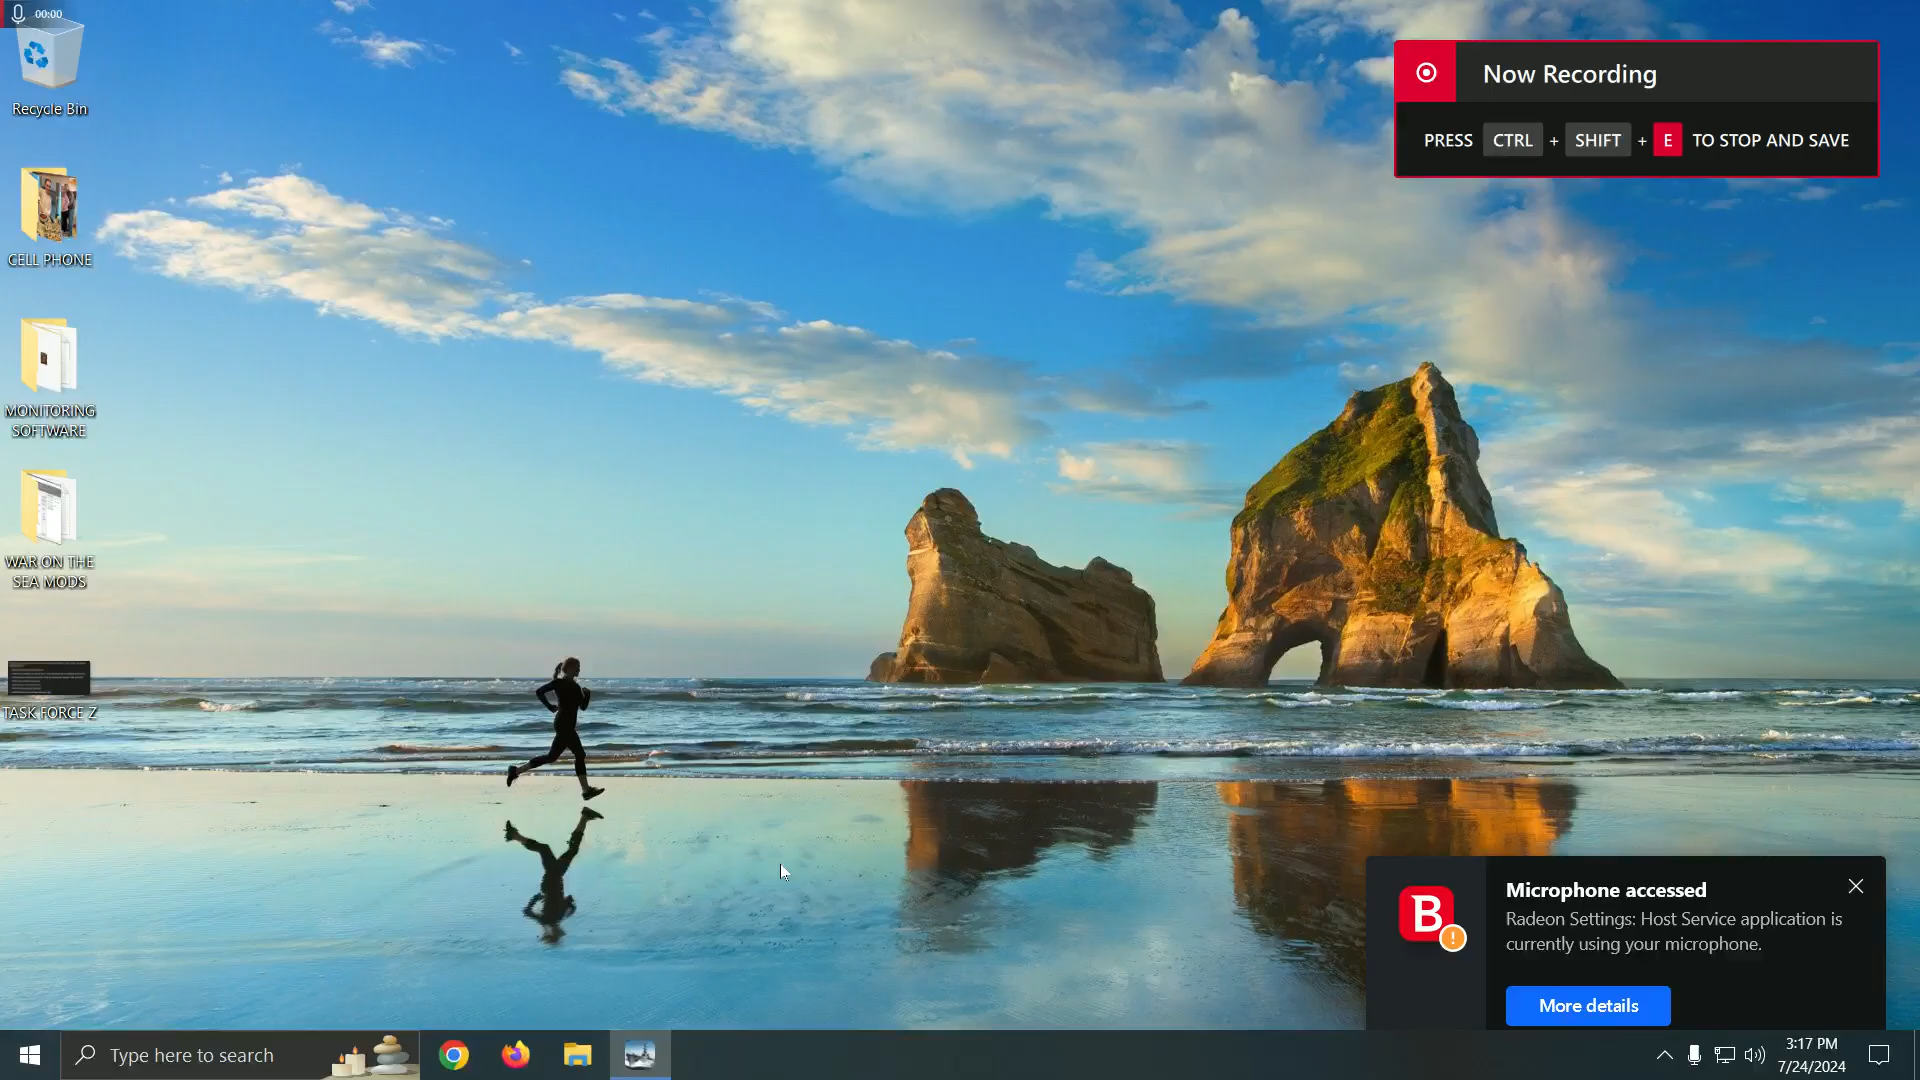 00:00
Recycle Bin
CELL PHONE
MONITORING
SOFTWARE
WAR ON THE
SEA MODS
TASK FORCE Z
Now Recording
PRESS CTRL + SHIFT + E TO STOP AND SAVE
B
Microphone accessed
Radeon Settings: Host Service application is
currently using your microphone.
More details
Type here to search
3:17 PM
7/24/2024